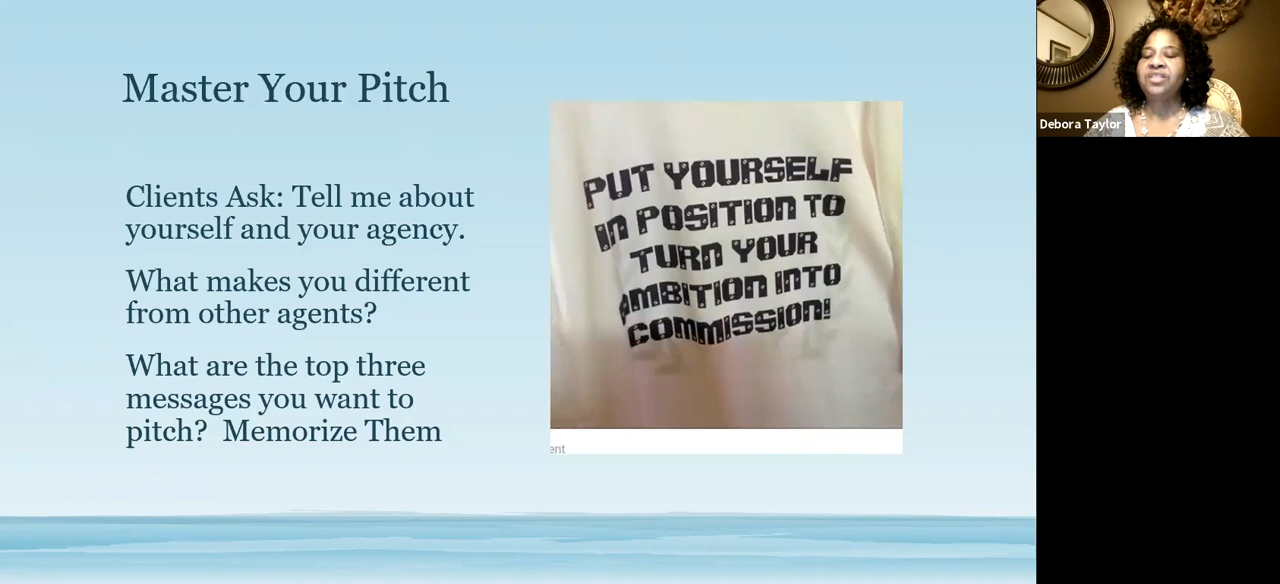 Master Your Pitch
Clients Ask: Tell me about
yourself and your agency.
What makes you different
from other agents?
What are the top three
messages you want to
pitch?  Memorize Them
PUT YOURSELF
IN POSITION TO
TURN YOUR
AMBITION INTO
COMMISSION!
ent
Debora Taylor